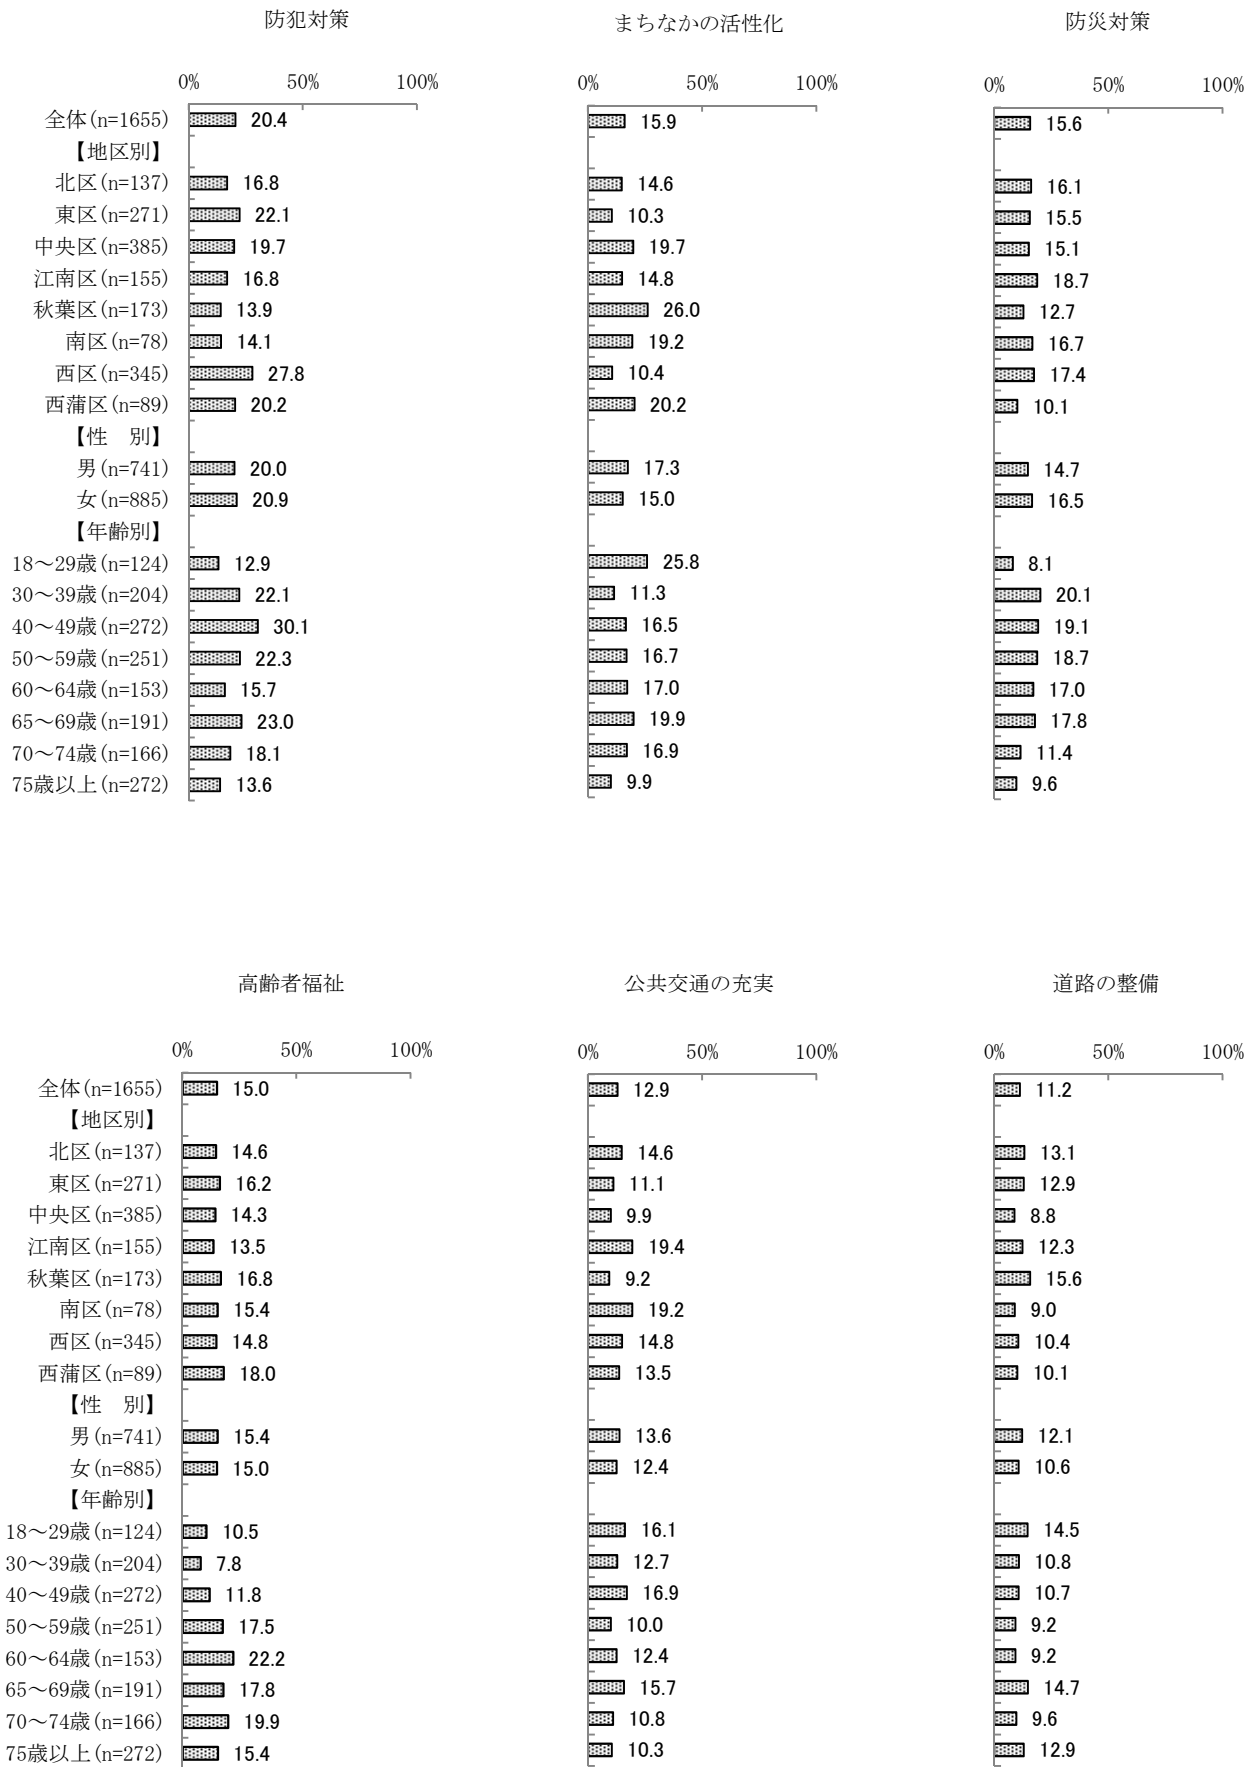 防犯対策 まちなかの活性化 防災対策
0% 50% 100% 0% 50% 100% 0% 50% 100%
全体(n=1655) 20.4 15.9 15.6
【地区別】
北区(n=137) 16.8 14.6 16.1
東区(n=271) 22.1 10.3 15.5
中央区(n=385) 19.7 19.7 15.1
江南区(n=155) 16.8 14.8 18.7
秋葉区(n=173) 13.9 26.0 12.7
南区(n=78) 14.1 19.2 16.7
西区(n=345) 27.8 10.4 17.4
西蒲区(n=89) 20.2 20.2 10.1
【性　別】
男(n=741) 20.0 17.3 14.7
女(n=885) 20.9 15.0 16.5
【年齢別】
18～29歳(n=124) 12.9 25.8 8.1
30～39歳(n=204) 22.1 11.3 20.1
40～49歳(n=272) 30.1 16.5 19.1
50～59歳(n=251) 22.3 16.7 18.7
60～64歳(n=153) 15.7 17.0 17.0
65～69歳(n=191) 23.0 19.9 17.8
70～74歳(n=166) 18.1 16.9 11.4
75歳以上(n=272) 13.6 9.9 9.6
高齢者福祉 公共交通の充実 道路の整備
0% 50% 100% 0% 50% 100% 0% 50% 100%
全体(n=1655) 15.0 12.9 11.2
【地区別】
北区(n=137) 14.6 14.6 13.1
東区(n=271) 16.2 11.1 12.9
中央区(n=385) 14.3 9.9 8.8
江南区(n=155) 13.5 19.4 12.3
秋葉区(n=173) 16.8 9.2 15.6
南区(n=78) 15.4 19.2 9.0
西区(n=345) 14.8 14.8 10.4
西蒲区(n=89) 18.0 13.5 10.1
【性　別】
男(n=741) 15.4 13.6 12.1
女(n=885) 15.0 12.4 10.6
【年齢別】
18～29歳(n=124) 10.5 16.1 14.5
30～39歳(n=204) 7.8 12.7 10.8
40～49歳(n=272) 11.8 16.9 10.7
50～59歳(n=251) 17.5 10.0 9.2
60～64歳(n=153) 22.2 12.4 9.2
65～69歳(n=191) 17.8 15.7 14.7
70～74歳(n=166) 19.9 10.8 9.6
75歳以上(n=272) 15.4 10.3 12.9